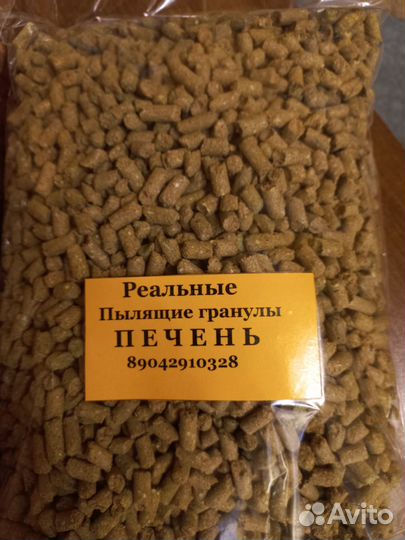 Реальные
Пылящие гранулы
ПЕЧЕНЬ
89042910328
Avito